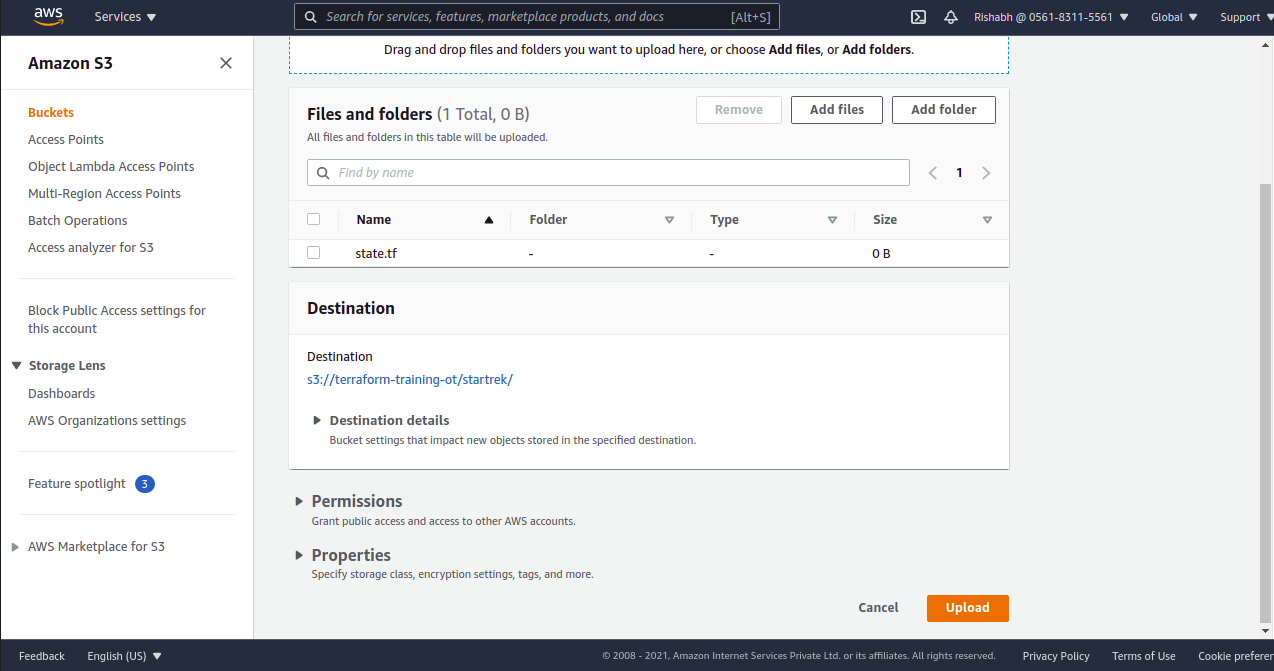 aws Services Search for services, features, marketplace products, and docs [Alt+S] Rishabh @ 0561-8311-5561 Global Support
Amazon S3
Buckets
Access Points
Object Lambda Access Points
Multi-Region Access Points
Batch Operations
Access analyzer for S3
Block Public Access settings for
this account
Storage Lens
Dashboards
AWS Organizations settings
Feature spotlight 3
AWS Marketplace for S3
Drag and drop files and folders you want to upload here, or choose Add files, or Add folders.
Files and folders (1 Total, 0 B) Remove Add files Add folder
All files and folders in this table will be uploaded.
Find by name 1
Name Folder Type Size
state.tf - - 0 B
Destination
Destination
s3://terraform-training-ot/startrek/
Destination details
Bucket settings that impact new objects stored in the specified destination.
Permissions
Grant public access and access to other AWS accounts.
Properties
Specify storage class, encryption settings, tags, and more.
Cancel Upload
Feedback English (US) © 2008 - 2021, Amazon Internet Services Private Ltd. or its affiliates. All rights reserved. Privacy Policy Terms of Use Cookie preferen